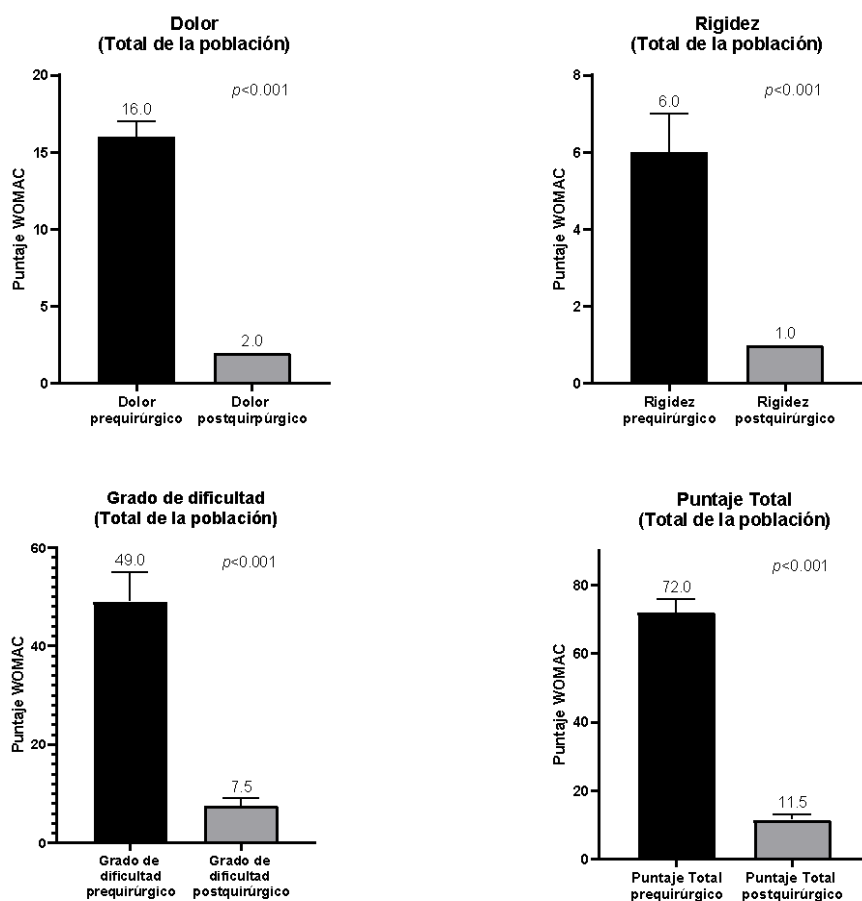 Dolor
(Total de la población)
20
15
10
5
0
Puntaje WOMAC
16.0
p<0.001
2.0
Dolor
prequirúrgico
Dolor
postquirpúrgico
Rigidez
(Total de la población)
8
6
4
2
0
Puntaje WOMAC
6.0
p<0.001
1.0
Rigidez
prequirúrgico
Rigidez
postquirúrgico
Grado de dificultad
(Total de la población)
60
40
20
0
Puntaje WOMAC
49.0
p<0.001
7.5
Grado de
dificultad
prequirúrgico
Grado de
dificultad
postquirúrgico
Puntaje Total
(Total de la población)
80
60
40
20
0
Puntaje WOMAC
72.0
p<0.001
11.5
Puntaje Total
prequirúrgico
Puntaje Total
postquirúrgico